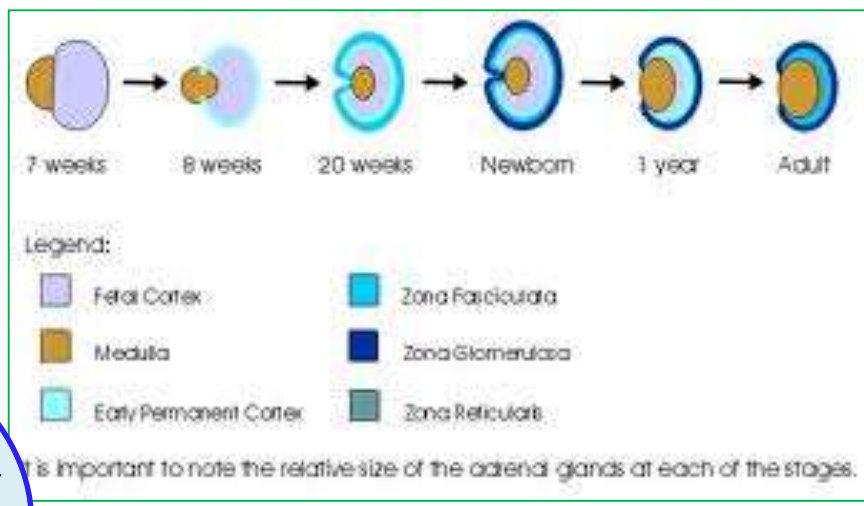 7 weeks 8 weeks 20 weeks Newborn 1 year Adult
Legend:
Fetal Cortex Zona Fasciculata
Medulla Zona Glomerulosa
Early Permanent Cortex Zona Reticularis
t is important to note the relative size of the adrenal glands at each of the stages.